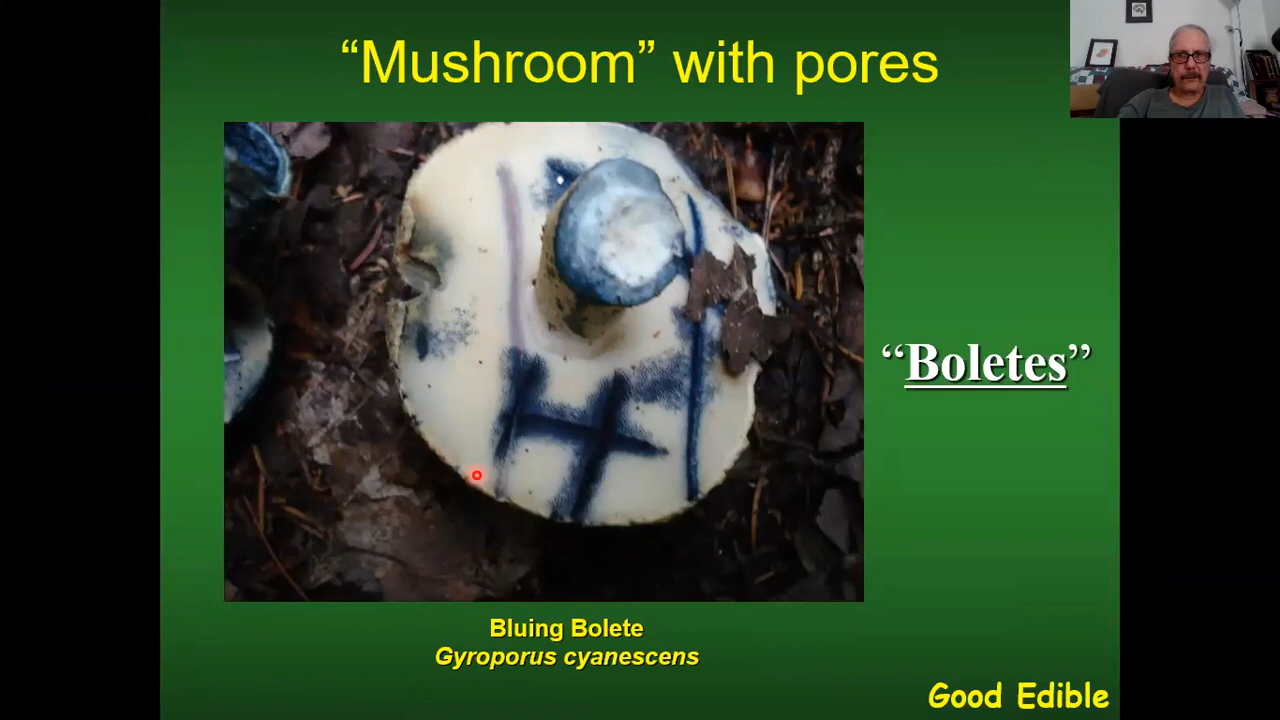 “Mushroom” with pores
“Boletes”
Bluing Bolete
Gyroporus cyanescens
Good Edible